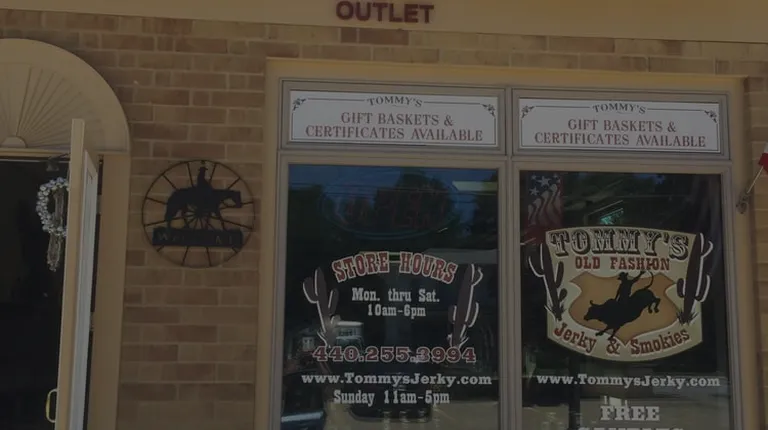 OUTLET
TOMMY'S
GIFT BASKETS &
CERTIFICATES AVAILABLE
TOMMY'S
GIFT BASKETS &
CERTIFICATES AVAILABLE
STORE HOURS
Mon. thru Sat.
10am-6pm
440.255.3994
www.TommysJerky.com
Sunday 11am-5pm
TOMMY'S
OLD FASHION
Jerky & Smokies
www.TommysJerky.com
FREE